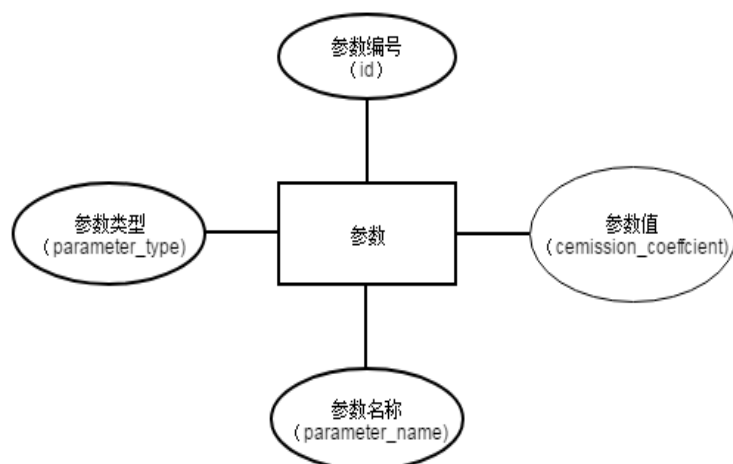 参数编号
（id）
参数类型
（parameter_type)
参数
参数值
（cemission_coeffcient)
参数名称
（parameter_name)